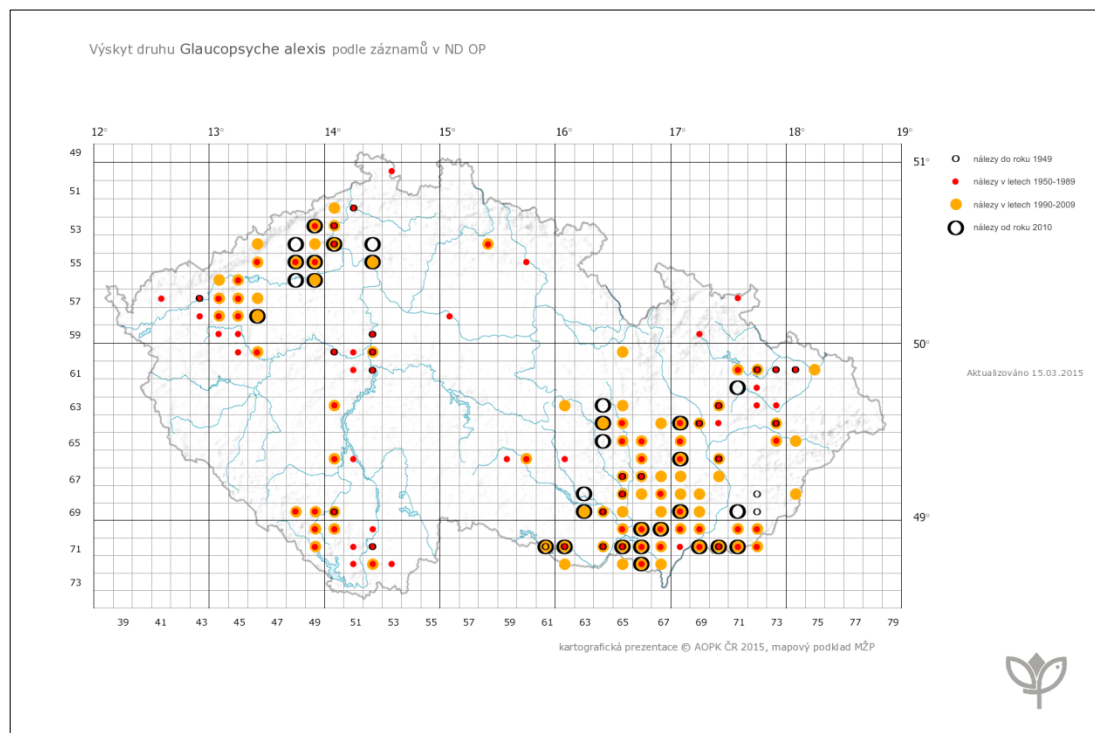 Výskyt druhu Glaucopsyche alexis podle záznamů v ND OP
12° 13° 14° 15° 16° 17° 18° 19°
49
51°
nálezy do roku 1949
51
nálezy v letech 1950-1989
nálezy v letech 1990-2009
53
nálezy od roku 2010
55
57
59
50°
61
Aktualizováno 15.03.2015
63
65
67
69
49°
71
73
39 41 43 45 47 49 51 53 55 57 59 61 62 65 67 69 71 73 75 77 79
kartografická prezentace © AOPK ČR 2015, mapový podklad MŽP